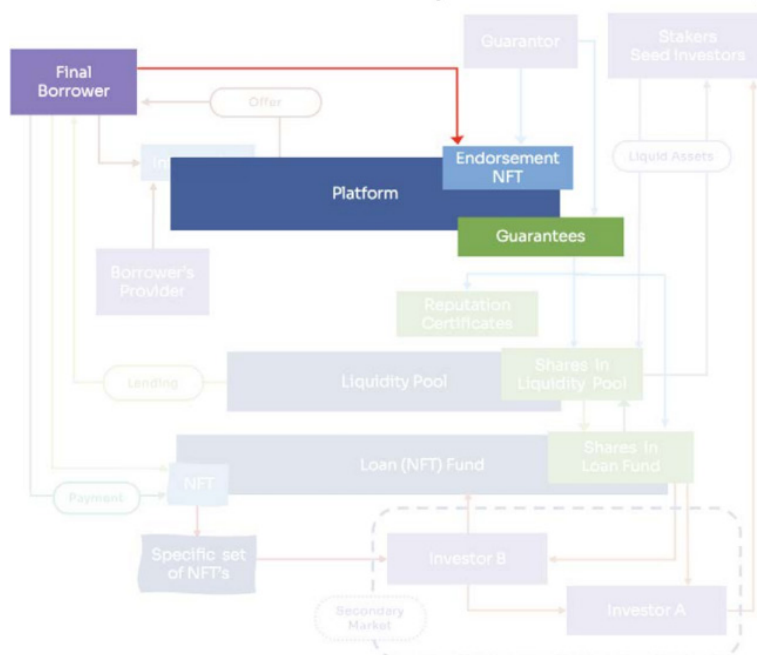 Guarantor
Stakers
Seed Investors
Final
Borrower
Offer
Endorsement
NFT
Liquid Assets
Platform
Guarantees
Borrower's
Provider
Reputation
Certificates
Shares in
Liquidity Pool
Lending
Liquidity Pool
Shares in
Loan Fund
Loan (NFT) Fund
NFT
Payment
Specific set
of NFT's
Investor B
Secondary
Market
Investor A